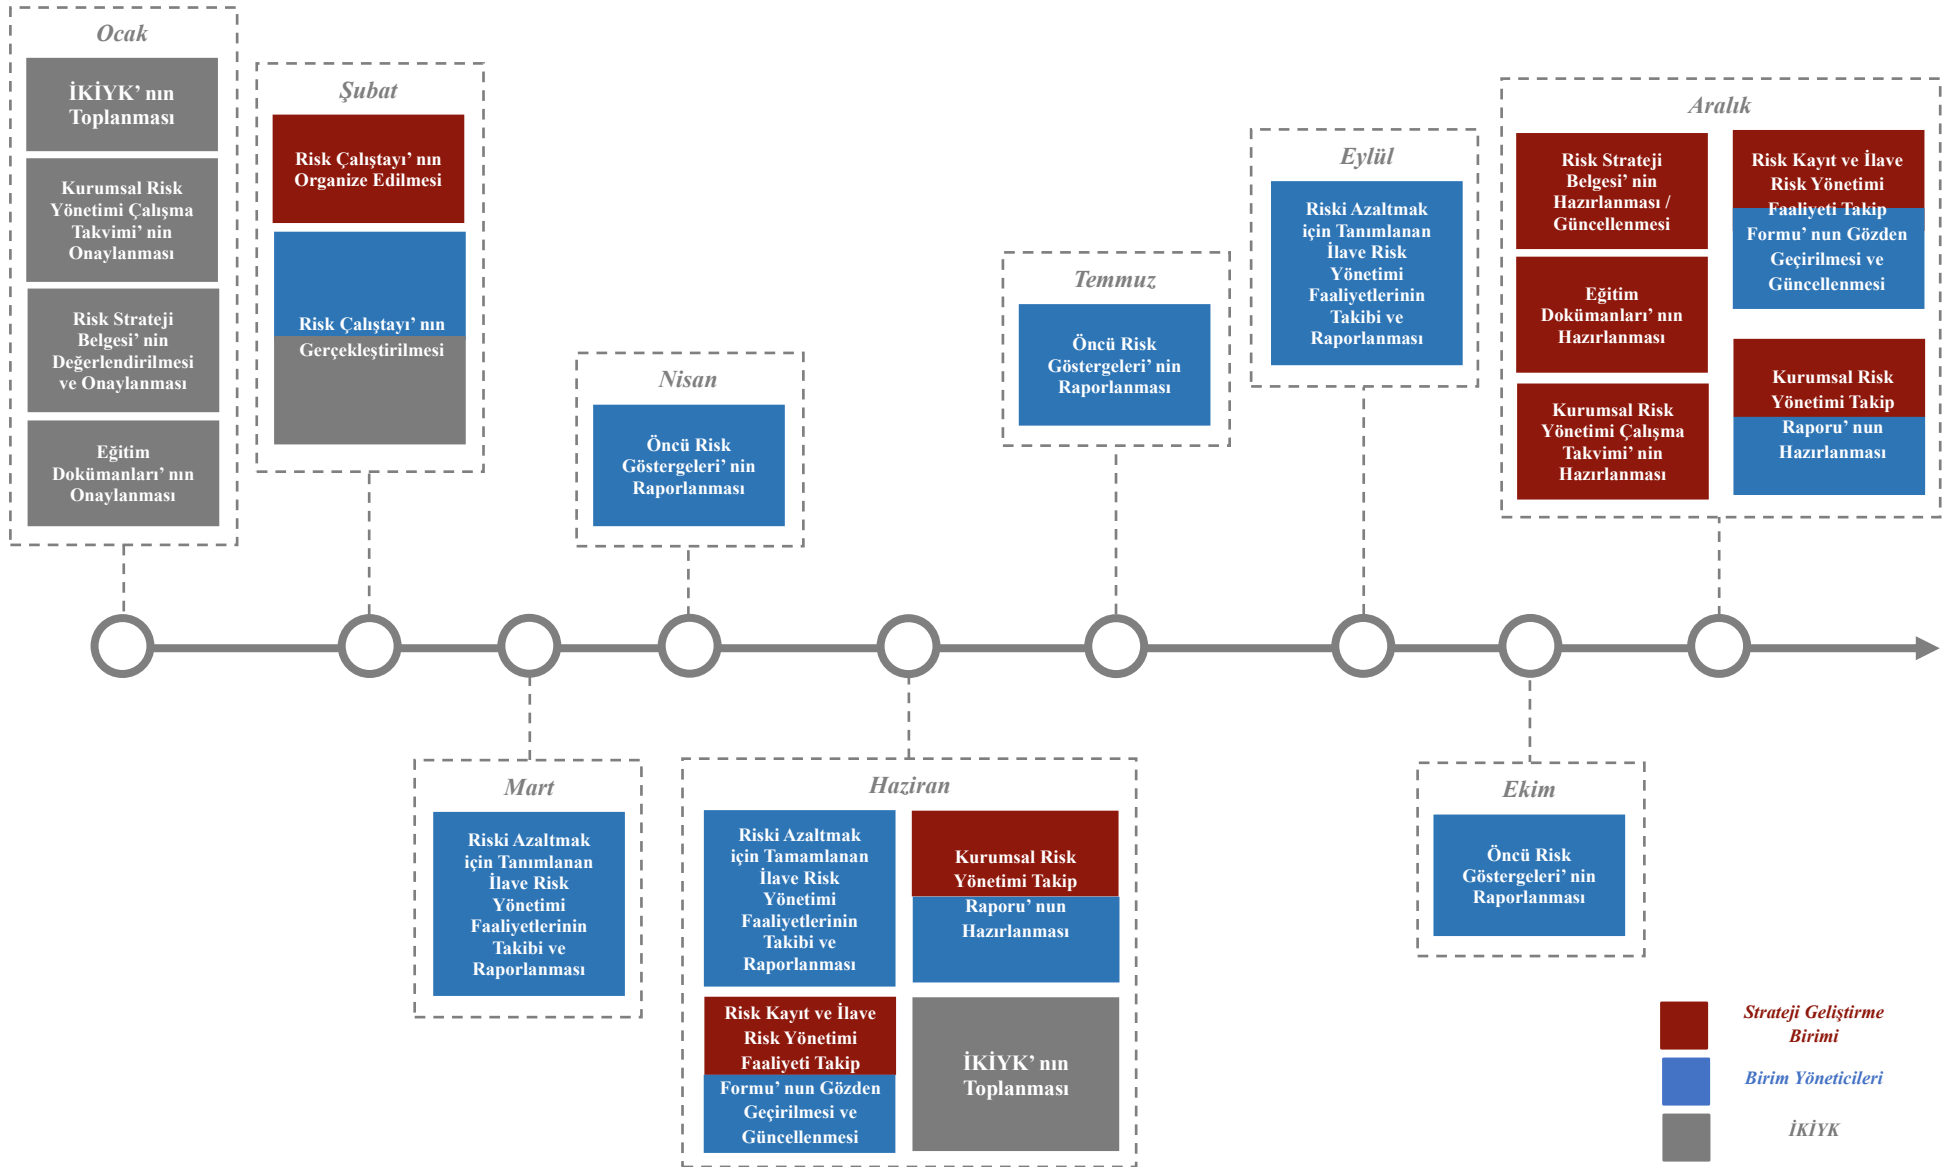 Ocak
İKİYK’ nın
Toplanması
Kurumsal Risk
Yönetimi Çalışma
Takvimi’ nin
Onaylanması
Risk Strateji
Belgesi’ nin
Değerlendirilmesi
ve Onaylanması
Eğitim
Dokümanları’ nın
Onaylanması
Şubat
Risk Çalıştayı’ nın
Organize Edilmesi
Risk Çalıştayı’ nın
Gerçekleştirilmesi
Mart
Riski Azaltmak
için Tanımlanan
İlave Risk
Yönetimi
Faaliyetlerinin
Takibi ve
Raporlanması
Nisan
Öncü Risk
Göstergeleri’ nin
Raporlanması
Haziran
Riski Azaltmak
için Tamamlanan
İlave Risk
Yönetimi
Faaliyetlerinin
Takibi ve
Raporlanması
Kurumsal Risk
Yönetimi Takip
Raporu’ nun
Hazırlanması
Risk Kayıt ve İlave
Risk Yönetimi
Faaliyeti Takip
Formu’ nun Gözden
Geçirilmesi ve
Güncellenmesi
İKİYK’ nın
Toplanması
Temmuz
Öncü Risk
Göstergeleri’ nin
Raporlanması
Eylül
Riski Azaltmak
için Tanımlanan
İlave Risk
Yönetimi
Faaliyetlerinin
Takibi ve
Raporlanması
Ekim
Öncü Risk
Göstergeleri’ nin
Raporlanması
Aralık
Risk Strateji
Belgesi’ nin
Hazırlanması /
Güncellenmesi
Eğitim
Dokümanları’ nın
Hazırlanması
Kurumsal Risk
Yönetimi Çalışma
Takvimi’ nin
Hazırlanması
Risk Kayıt ve İlave
Risk Yönetimi
Faaliyeti Takip
Formu’ nun Gözden
Geçirilmesi ve
Güncellenmesi
Kurumsal Risk
Yönetimi Takip
Raporu’ nun
Hazırlanması
Strateji Geliştirme
Birimi
Birim Yöneticileri
İKİYK